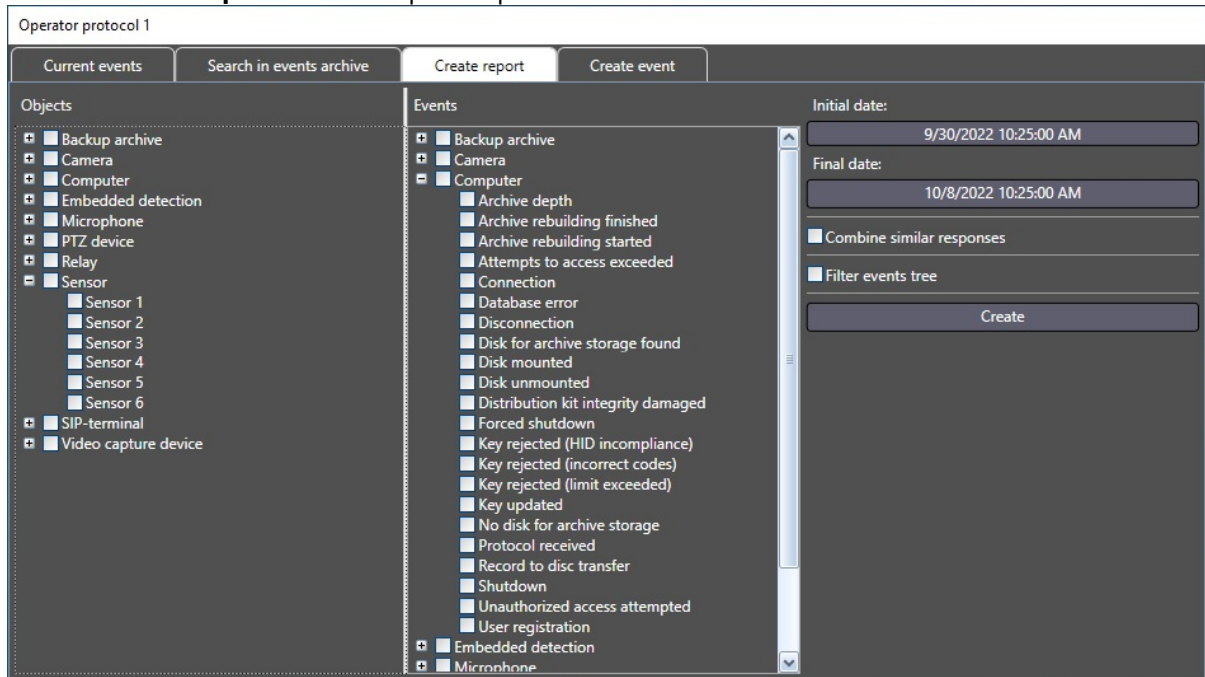 Operator protocol 1
Current events
Search in events archive
Create report
Create event
Objects
Backup archive
Camera
Computer
Embedded detection
Microphone
PTZ device
Relay
Sensor
Sensor 1
Sensor 2
Sensor 3
Sensor 4
Sensor 5
Sensor 6
SIP-terminal
Video capture device
Events
Backup archive
Camera
Computer
Archive depth
Archive rebuilding finished
Archive rebuilding started
Attempts to access exceeded
Connection
Database error
Disconnection
Disk for archive storage found
Disk mounted
Disk unmounted
Distribution kit integrity damaged
Forced shutdown
Key rejected (HID incompliance)
Key rejected (incorrect codes)
Key rejected (limit exceeded)
Key updated
No disk for archive storage
Protocol received
Record to disc transfer
Shutdown
Unauthorized access attempted
User registration
Embedded detection
Microphone
Initial date:
9/30/2022 10:25:00 AM
Final date:
10/8/2022 10:25:00 AM
Combine similar responses
Filter events tree
Create